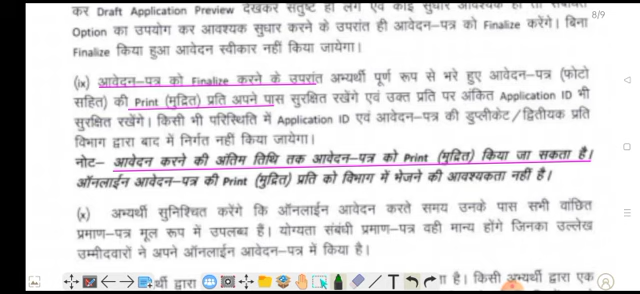 कर Draft Application Preview देखकर संतुष्ट हो लेंगे एवं कोई सुधार आवश्यक हो तो संबंधित
8/9
Option का उपयोग कर आवश्यक सुधार करने के उपरांत ही आवेदन-पत्र को Finalize करेंगे। बिना
Finalize किया हुआ आवेदन स्वीकार नहीं किया जायेगा।
(ix) आवेदन-पत्र को Finalize करने के उपरांत अभ्यर्थी पूर्ण रूप से भरे हुए आवेदन-पत्र (फोटो
सहित) की Print (मुद्रित) प्रति अपने पास सुरक्षित रखेंगे एवं उक्त प्रति पर अंकित Application ID भी
सुरक्षित रखेंगे। किसी भी परिस्थिति में Application ID एवं आवेदन-पत्र की डुप्लीकेट/द्वितीयक प्रति
विभाग द्वारा बाद में निर्गत नहीं किया जायेगा।
नोट– आवेदन करने की अंतिम तिथि तक आवेदन-पत्र को Print (मुद्रित) किया जा सकता है।
ऑनलाईन आवेदन-पत्र की Print (मुद्रित) प्रति को विभाग में भेजने की आवश्यकता नहीं है।
(x) अभ्यर्थी सुनिश्चित करेंगे कि ऑनलाईन आवेदन करते समय उनके पास सभी वांछित
प्रमाण-पत्र मूल रूप में उपलब्ध है। योग्यता संबंधी प्रमाण-पत्र वही मान्य होंगे जिनका उल्लेख
उम्मीदवारों ने अपने ऑनलाईन आवेदन-पत्र में किया है।
द्वारा है। किसी अभ्यर्थी द्वारा एक